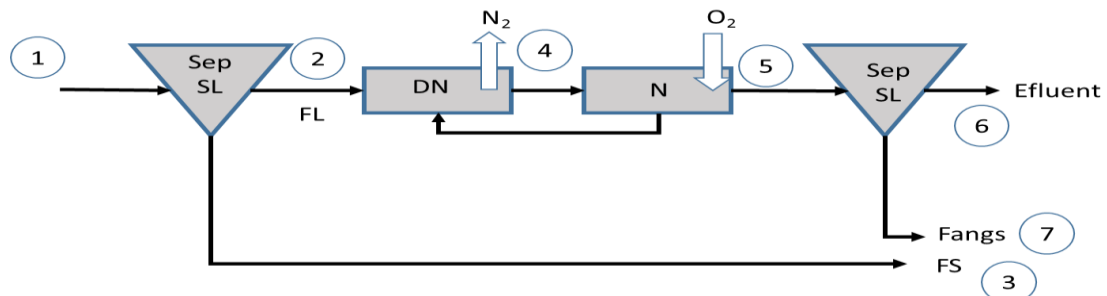 1
Sep
SL
2
FL
DN
N₂
4
N
O₂
5
Sep
SL
Efluent
6
Fangs
7
FS
3